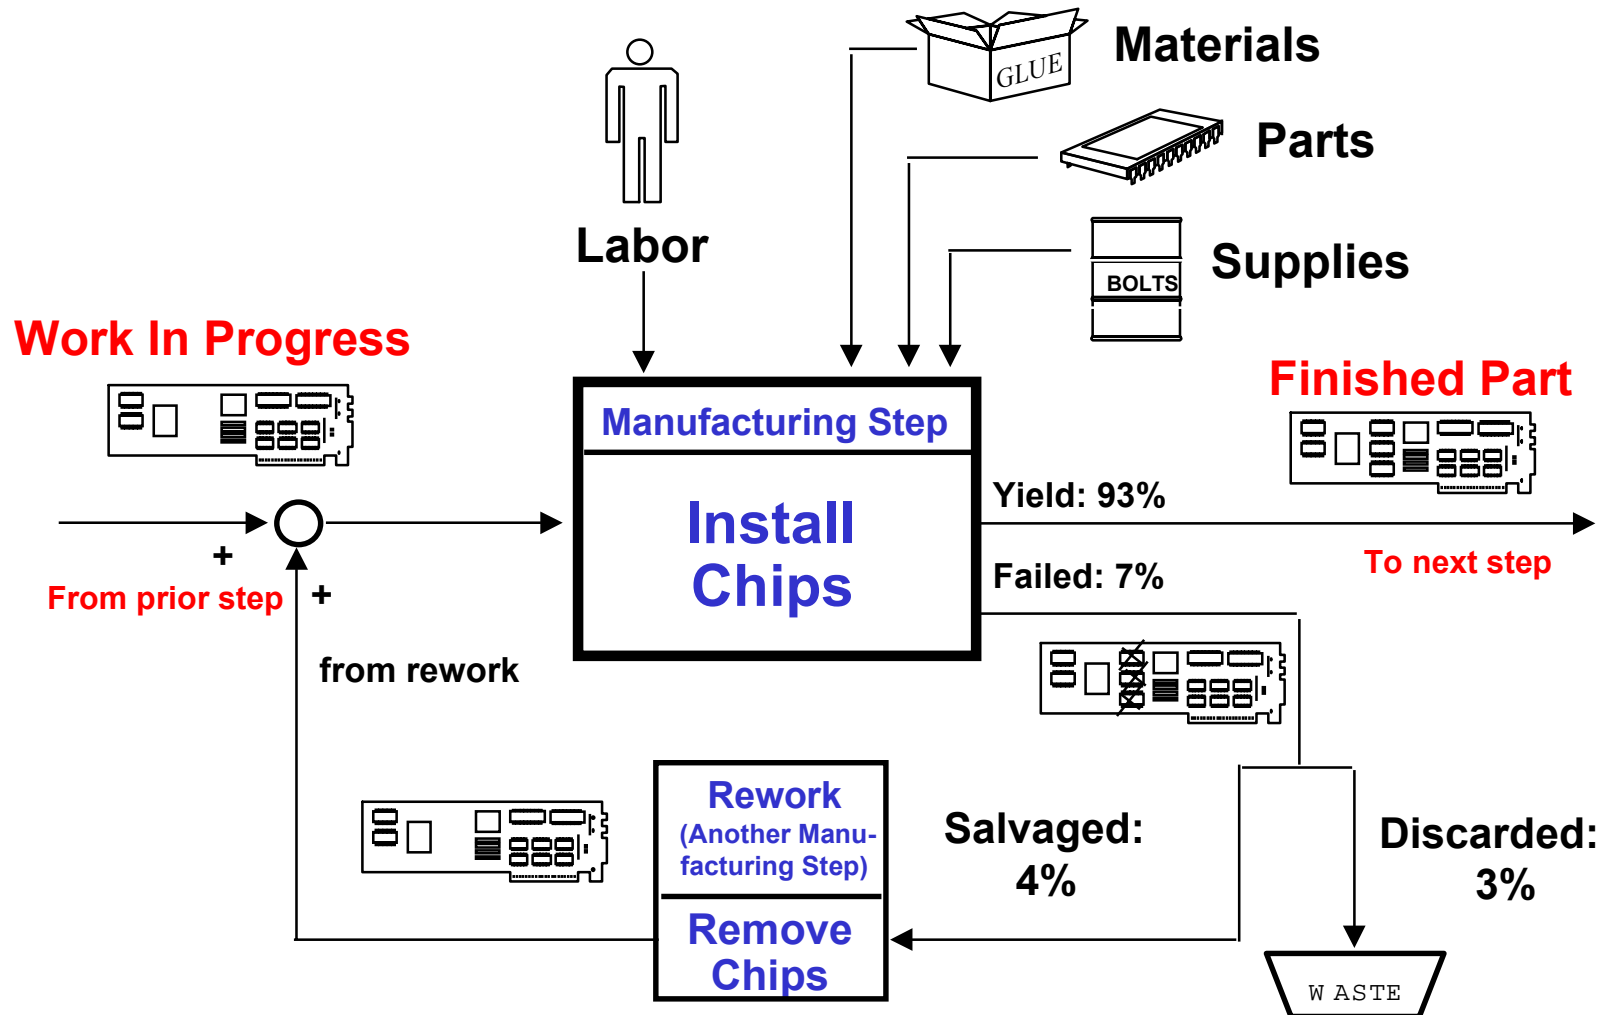 GLUE
Materials
Parts
Labor
BOLTS
Supplies
Work In Progress
Finished Part
Manufacturing Step
Install
Chips
Yield: 93%
Failed: 7%
To next step
+
From prior step
+
from rework
Rework
(Another Manu-
facturing Step)
Remove
Chips
Salvaged:
4%
Discarded:
3%
W ASTE